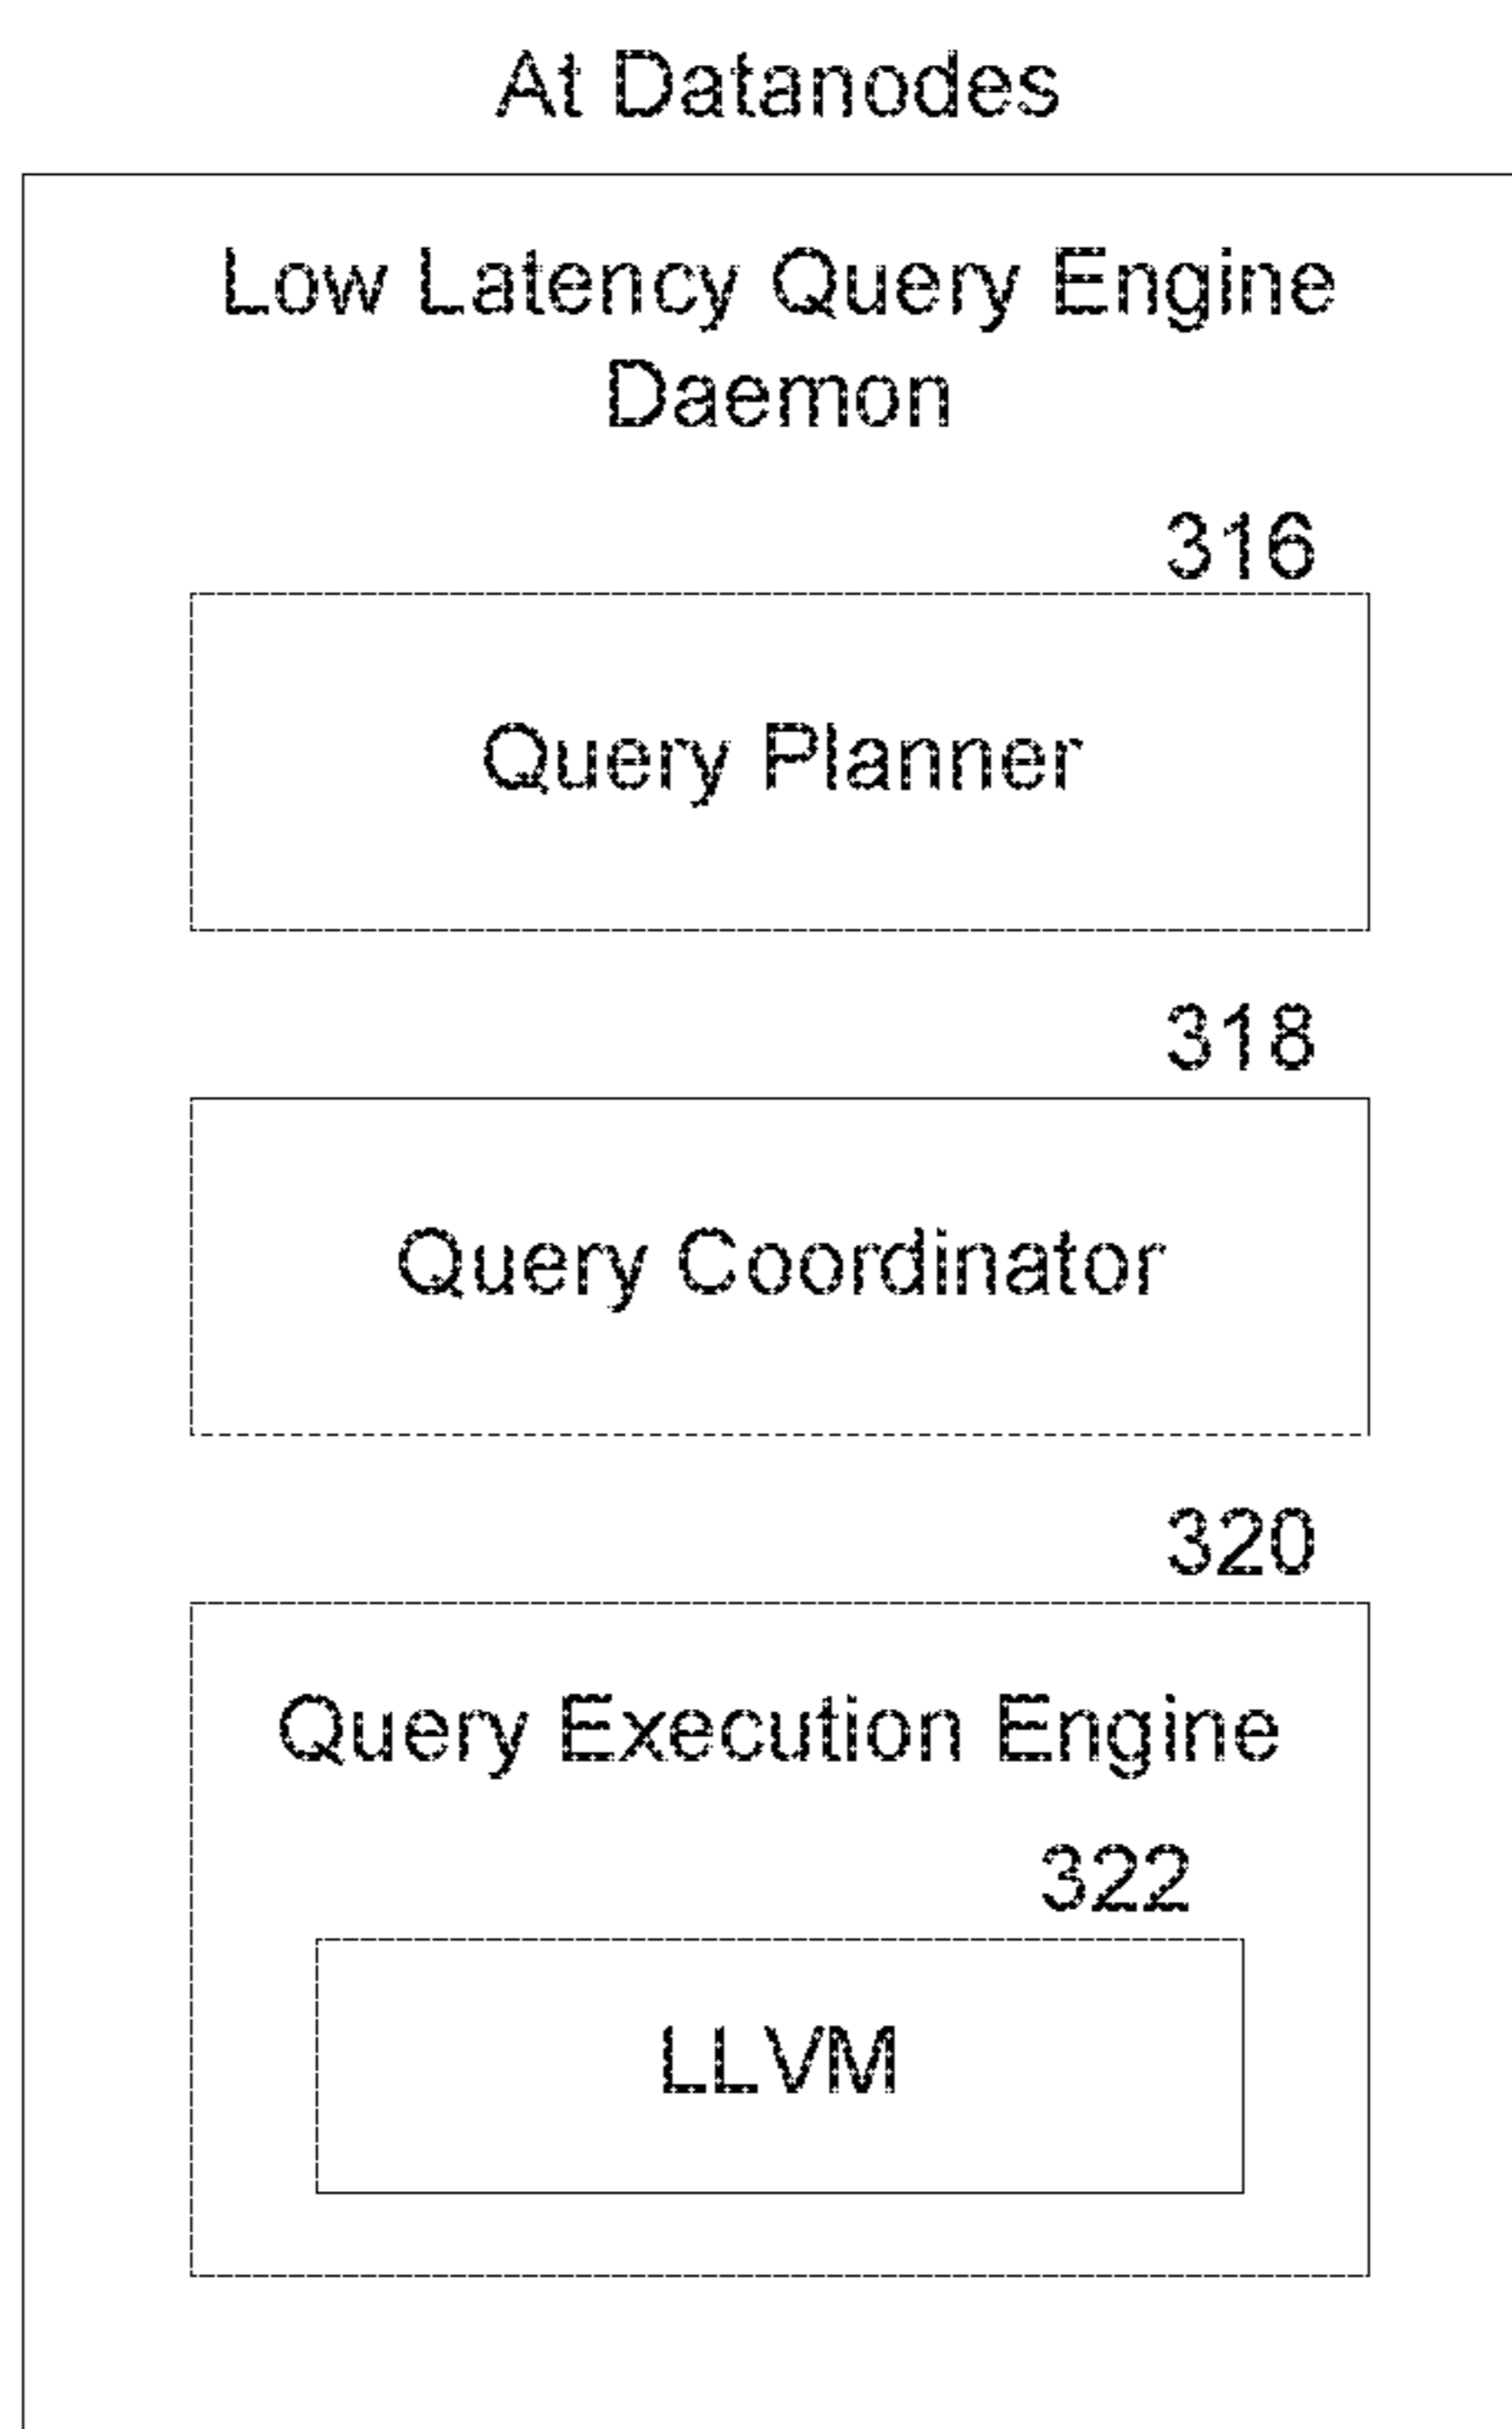 At Datanodes
Low Latency Query Engine
Daemon
316
Query Planner
318
Query Coordinator
320
Query Execution Engine
322
LLVM